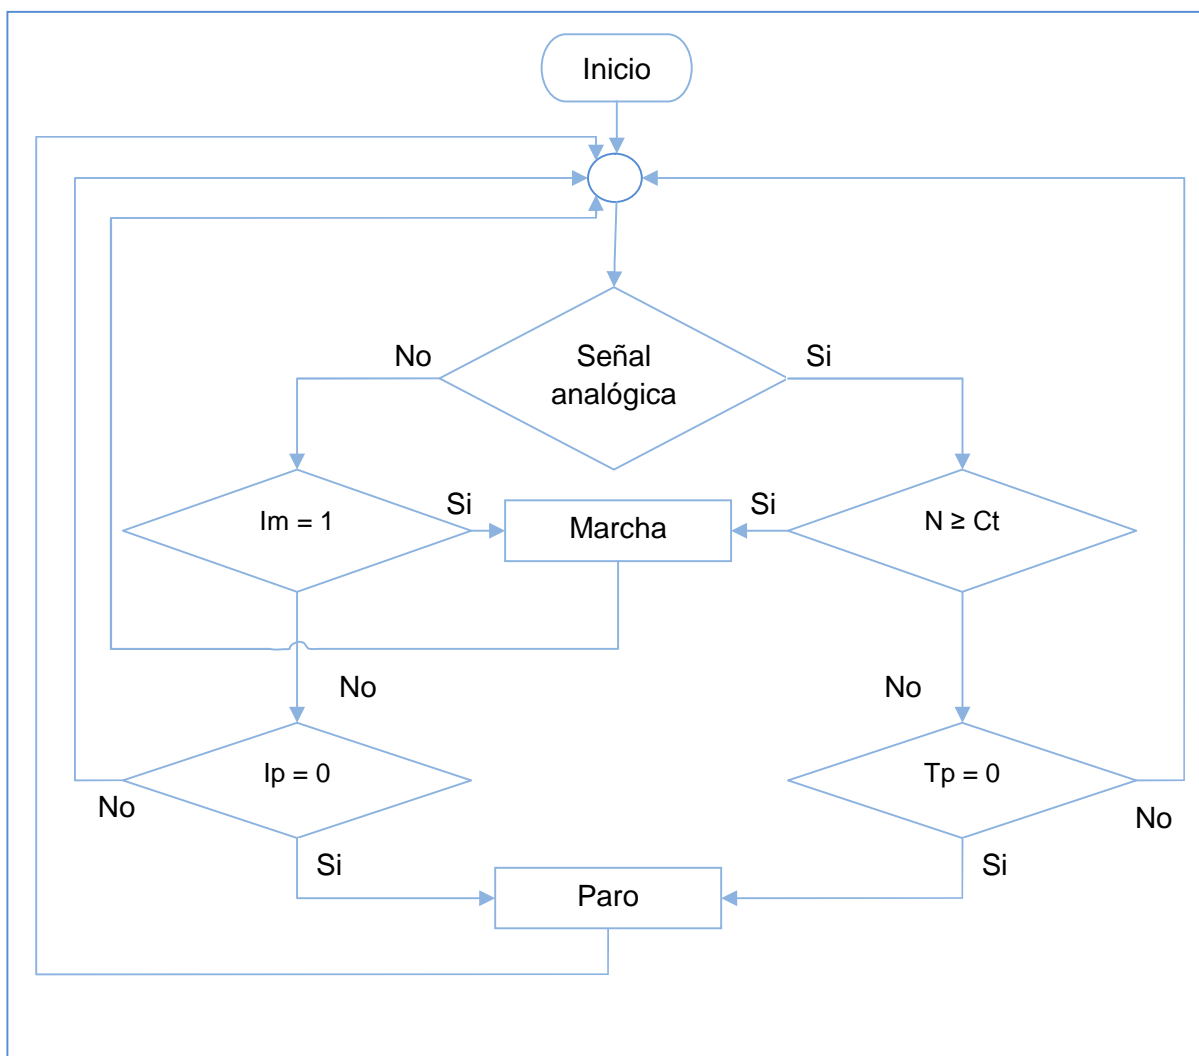 Inicio
No
Señal
analógica
Si
Im = 1
Si
Marcha
Si
N ≥ Ct
No
No
Ip = 0
No
Si
Tp = 0
No
Si
Paro